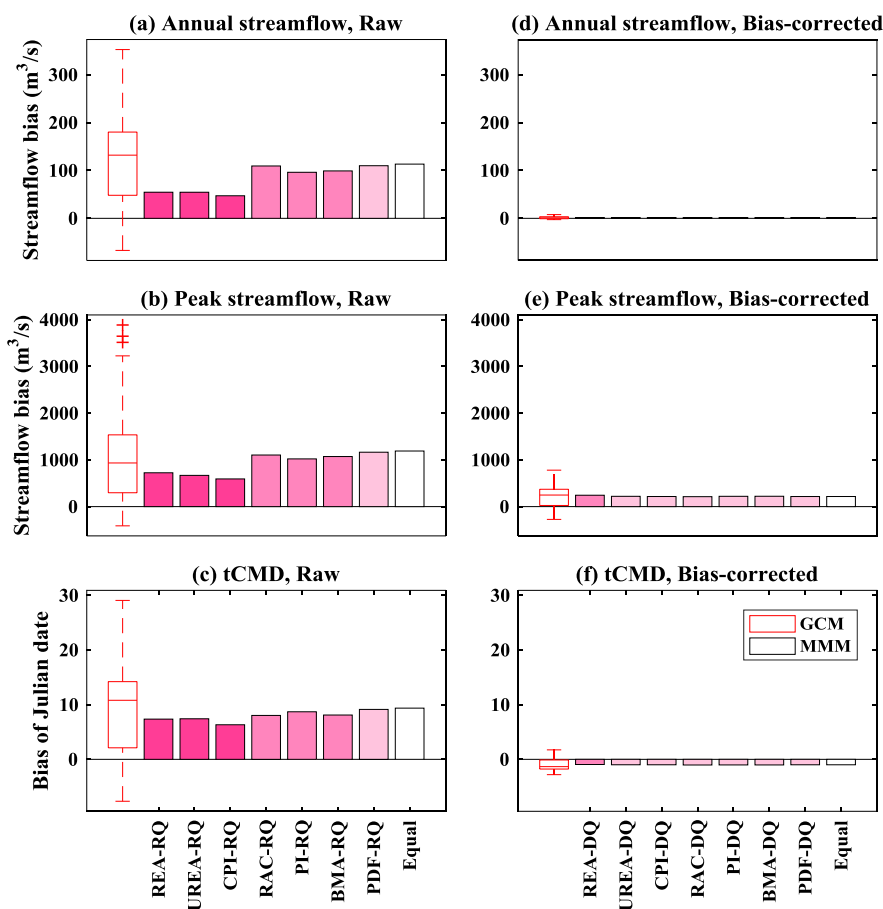 (a) Annual streamflow, Raw
(d) Annual streamflow, Bias-corrected
Streamflow bias (m³/s)
300
200
100
0
300
200
100
0
(b) Peak streamflow, Raw
(e) Peak streamflow, Bias-corrected
Streamflow bias (m³/s)
4000
3000
2000
1000
0
4000
3000
2000
1000
0
(c) tCMD, Raw
(f) tCMD, Bias-corrected
Bias of Julian date
30
20
10
0
30
20
10
0
GCM
MMM
REA-RQ
UREA-RQ
CPI-RQ
RAC-RQ
PI-RQ
BMA-RQ
PDF-RQ
Equal
REA-DQ
UREA-DQ
CPI-DQ
RAC-DQ
PI-DQ
BMA-DQ
PDF-DQ
Equal